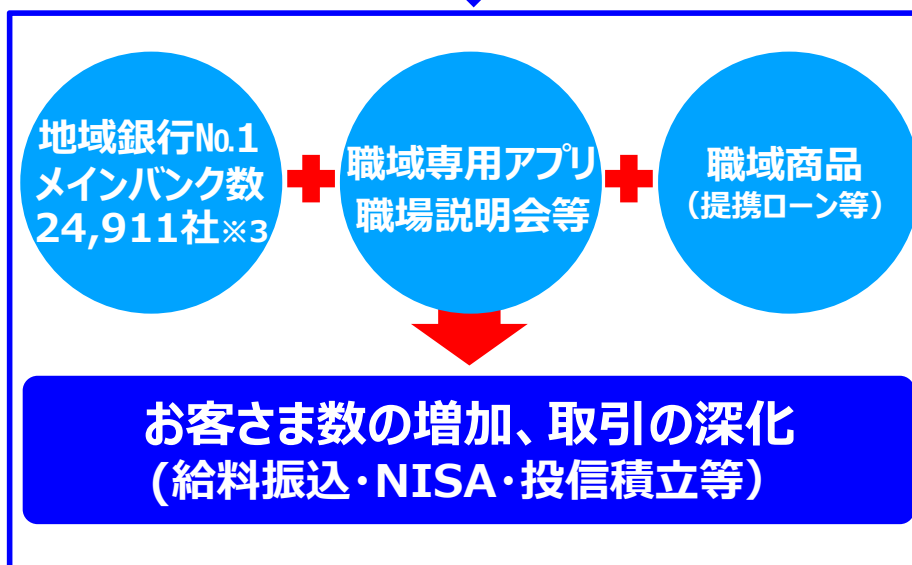 地域銀行№1
メインバンク数
24,911社※3
職域専用アプリ
職場説明会等
職域商品
（提携ローン等）
お客さま数の増加、取引の深化
(給料振込・NISA・投信積立等）